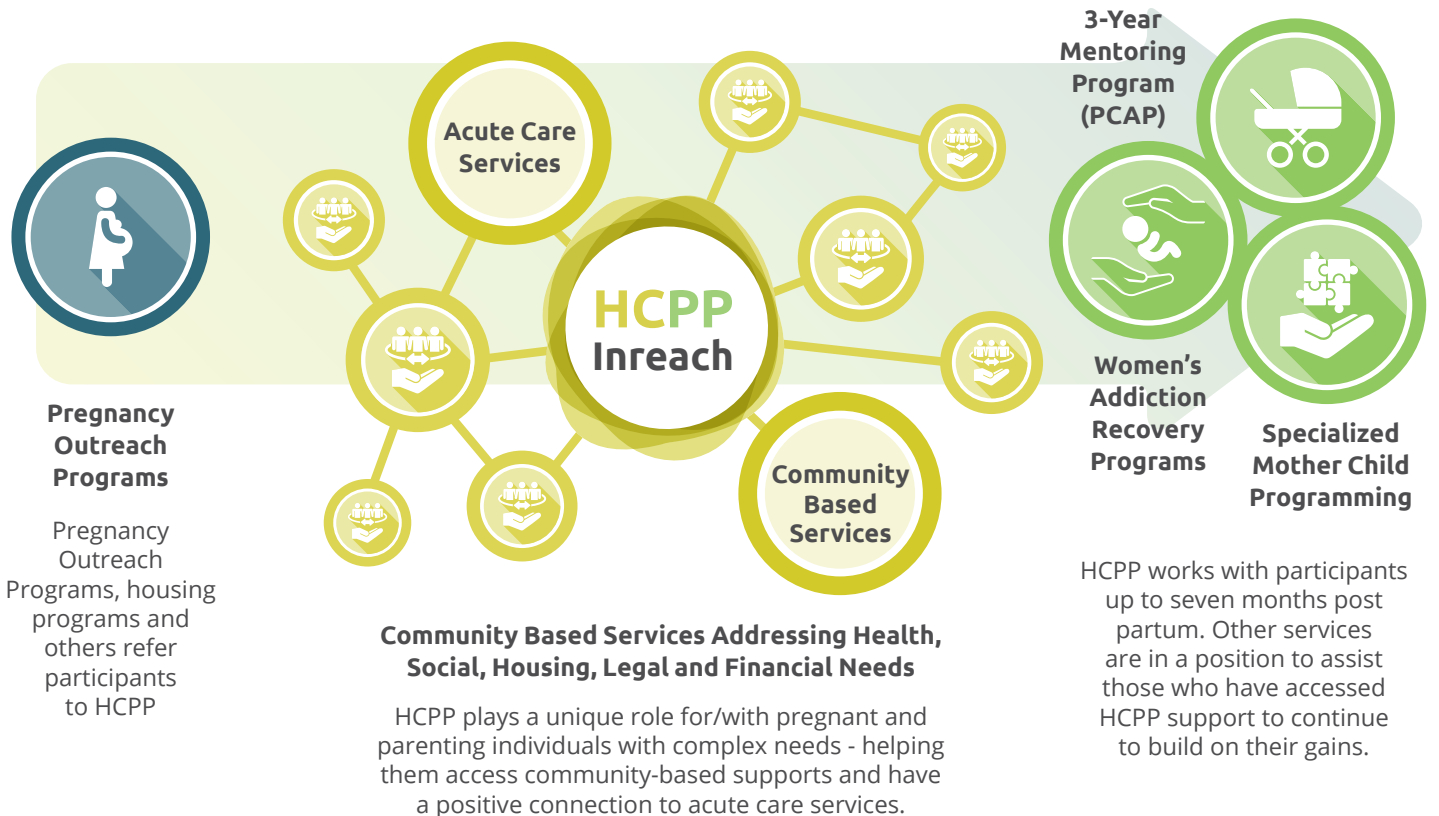 Pregnancy
Outreach
Programs
Pregnancy
Outreach
Programs, housing
programs and
others refer
participants
to HCPP
Acute Care
Services
HCPP
Inreach
Community
Based
Services
Community Based Services Addressing Health,
Social, Housing, Legal and Financial Needs
HCPP plays a unique role for/with pregnant and
parenting individuals with complex needs - helping
them access community-based supports and have
a positive connection to acute care services.
3-Year
Mentoring
Program
(PCAP)
Women’s
Addiction
Recovery
Programs
Specialized
Mother Child
Programming
HCPP works with participants
up to seven months post
partum. Other services
are in a position to assist
those who have accessed
HCPP support to continue
to build on their gains.